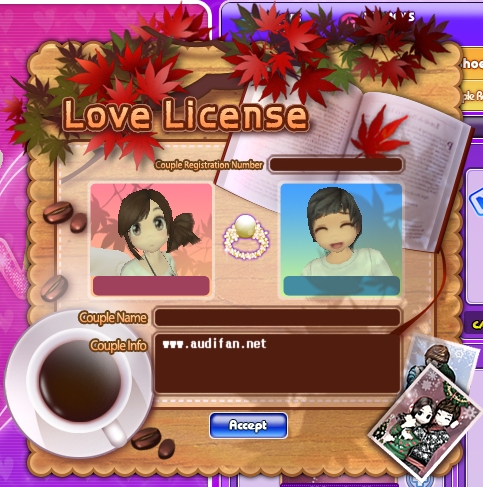 Love License
Couple Registration Number
Couple Name
Couple Info
www.audifan.net
Accept